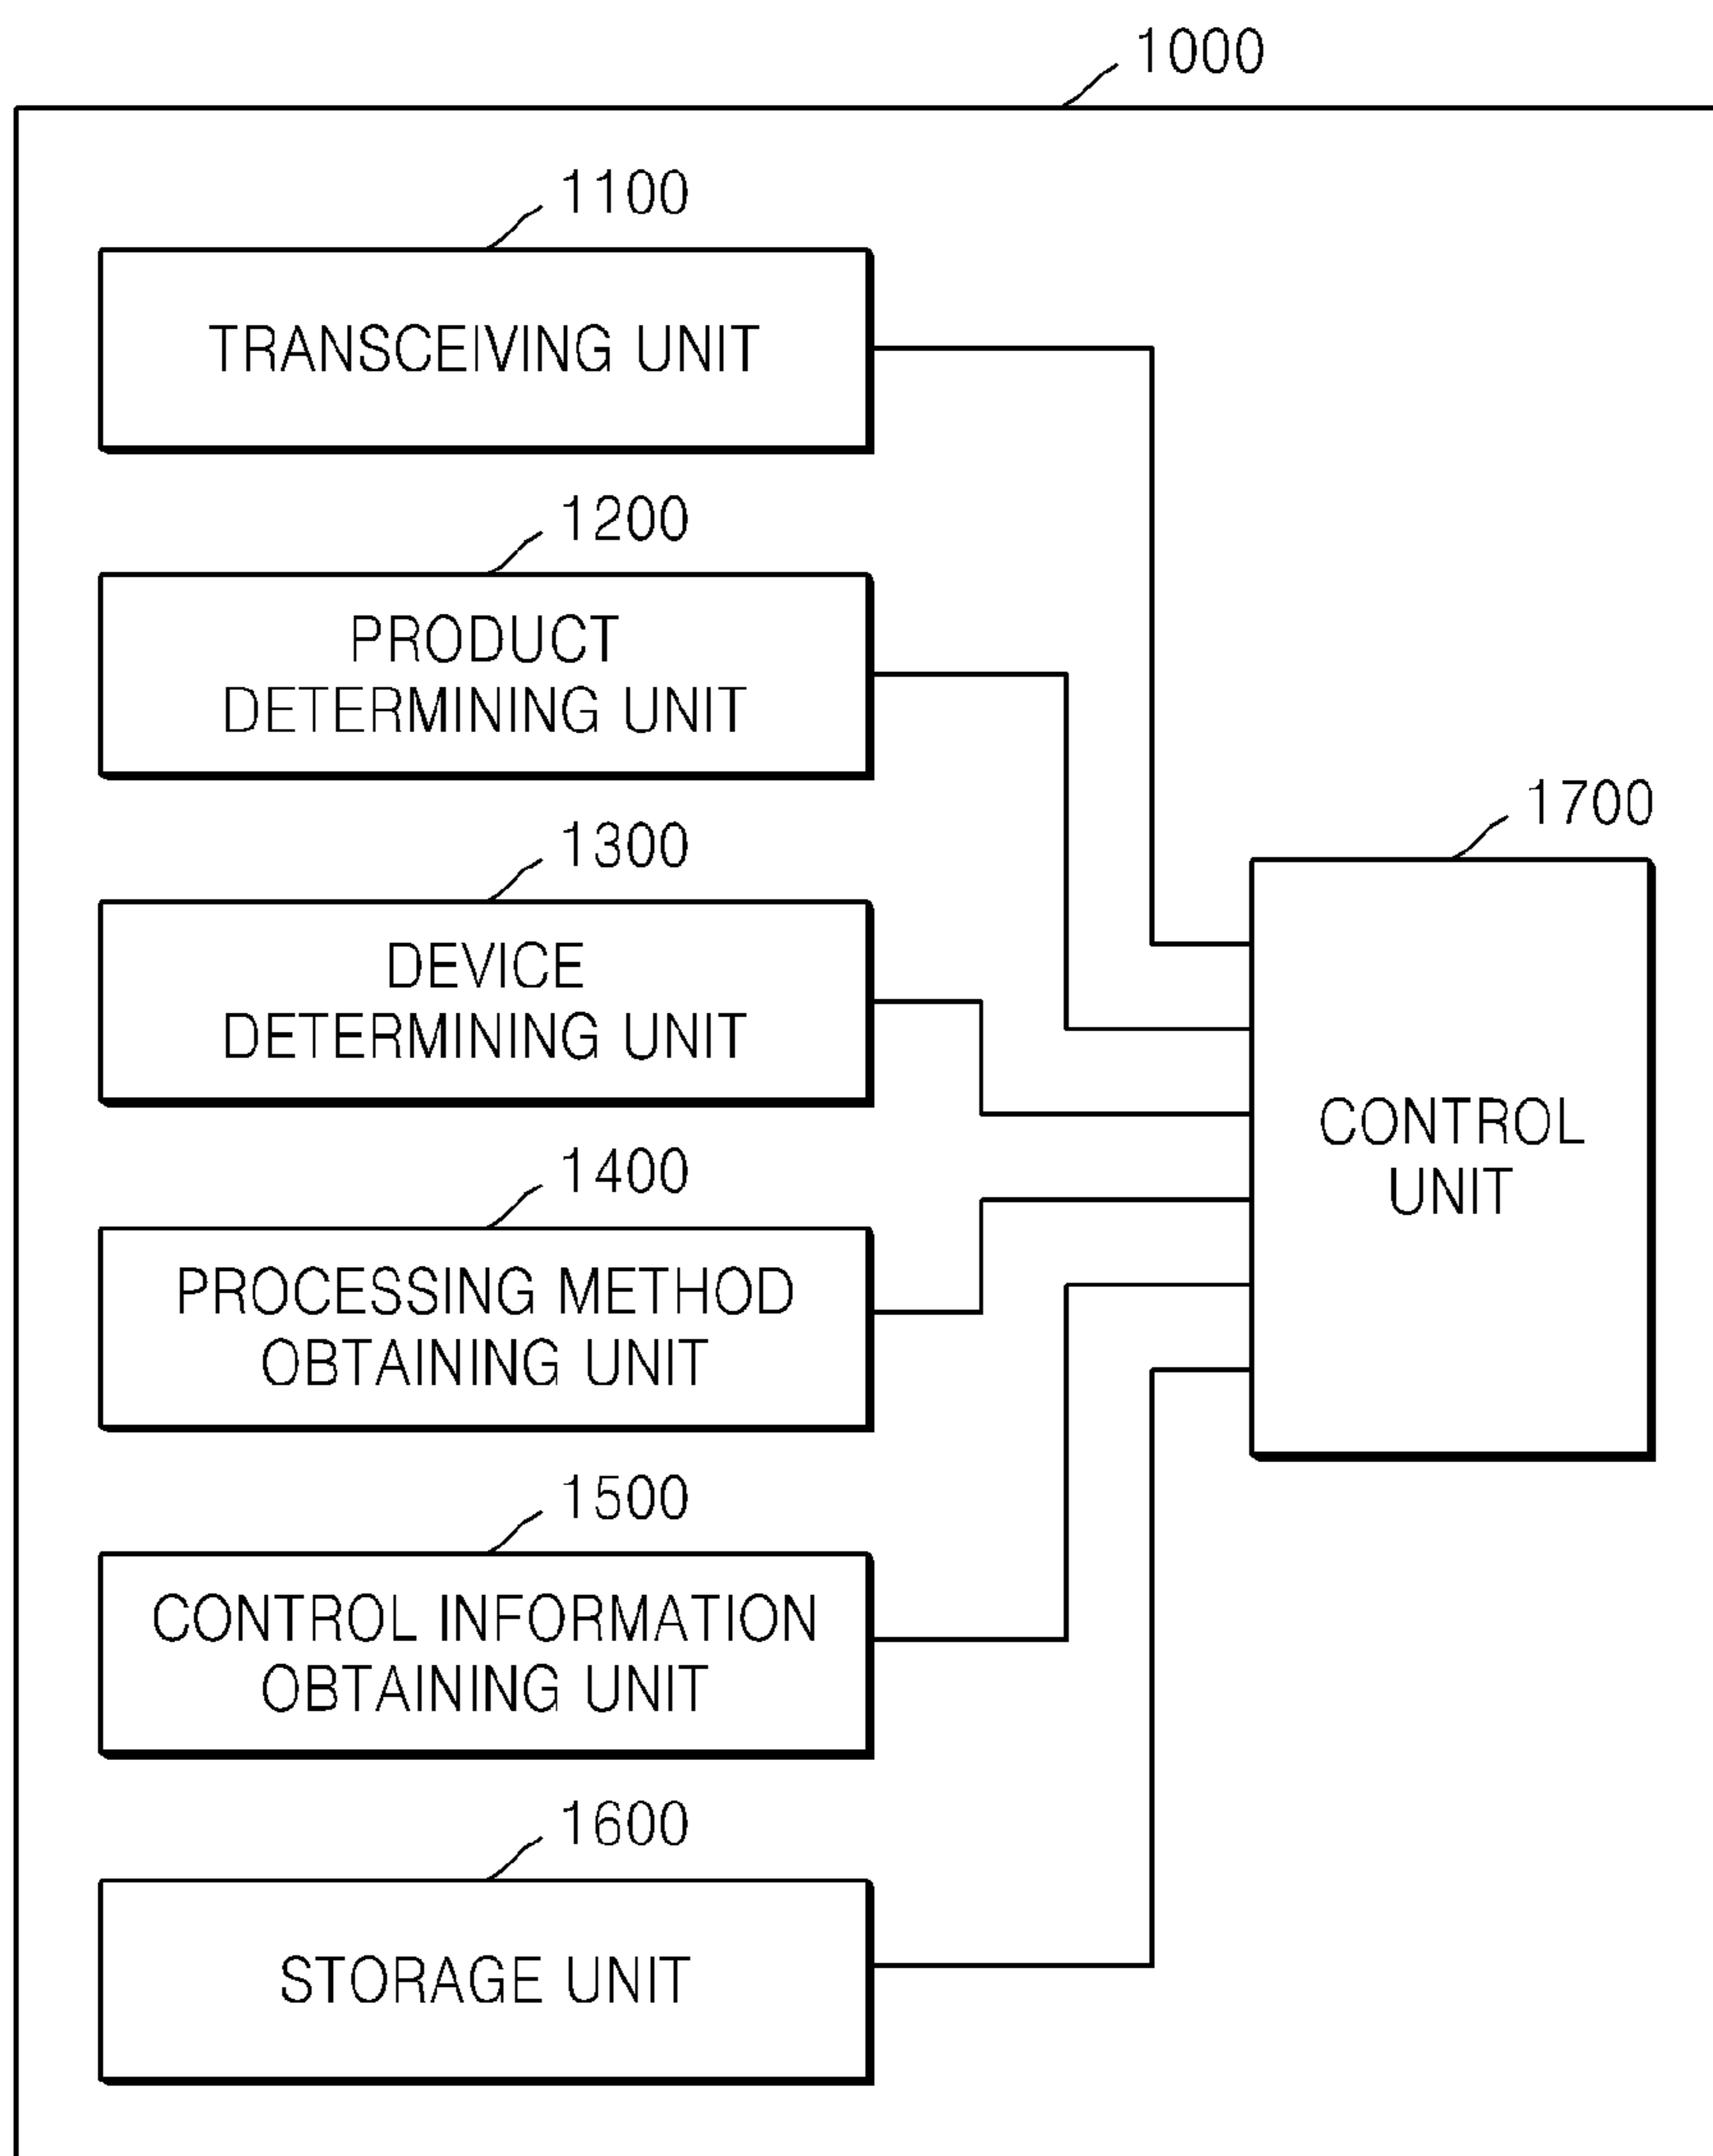 1000
1100
TRANSCEIVING UNIT
1200
PRODUCT
DETERMINING UNIT
1300
DEVICE
DETERMINING UNIT
1400
PROCESSING METHOD
OBTAINING UNIT
1500
CONTROL INFORMATION
OBTAINING UNIT
1600
STORAGE UNIT
1700
CONTROL
UNIT